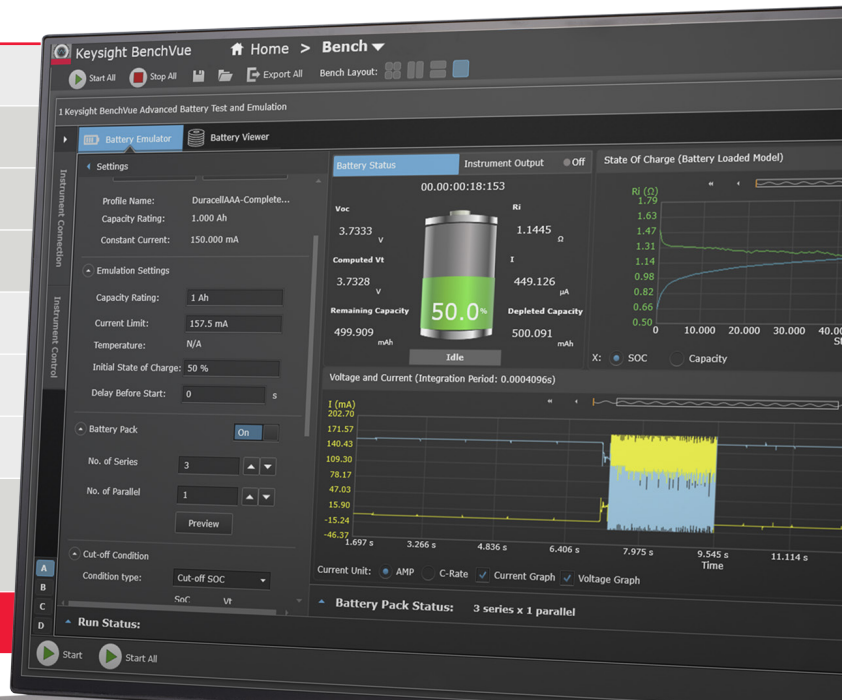 Keysight BenchVue
Home > Bench
Start All Stop All Export All Bench Layout:
1 Keysight BenchVue Advanced Battery Test and Emulation
Battery Emulator Battery Viewer
Instrument Connection
Instrument Control
Settings
Profile Name: DuracellAAA-Complete...
Capacity Rating: 1.000 Ah
Constant Current: 150.000 mA
Emulation Settings
Capacity Rating: 1 Ah
Current Limit: 157.5 mA
Temperature: N/A
Initial State of Charge: 50 %
Delay Before Start: 0 s
Battery Pack On
No. of Series 3
No. of Parallel 1
Preview
Cut-off Condition
Condition type: Cut-off SOC
SoC Vt
A
B
C
D
Run Status:
Start Start All
Battery Status Instrument Output Off
00.00:00:18:153
Voc
3.7333 V
Computed Vt
3.7328 V
Remaining Capacity
499.909 mAh
50.0%
Idle
Ri
1.1445 Ω
I
449.126 µA
Depleted Capacity
500.091 mAh
State Of Charge (Battery Loaded Model)
Ri (Ω)
1.79
1.63
1.47
1.31
1.14
0.98
0.82
0.66
0.50
0 10.000 20.000 30.000 40.00
St
X: SOC Capacity
Voltage and Current (Integration Period: 0.0004096s)
I (mA)
202.70
171.57
140.43
109.30
78.17
47.03
15.90
-15.24
-46.37
1.697 s 3.266 s 4.836 s 6.406 s 7.975 s 9.545 s 11.114 s
Time
Current Unit: AMP C-Rate Current Graph Voltage Graph
Battery Pack Status: 3 series x 1 parallel